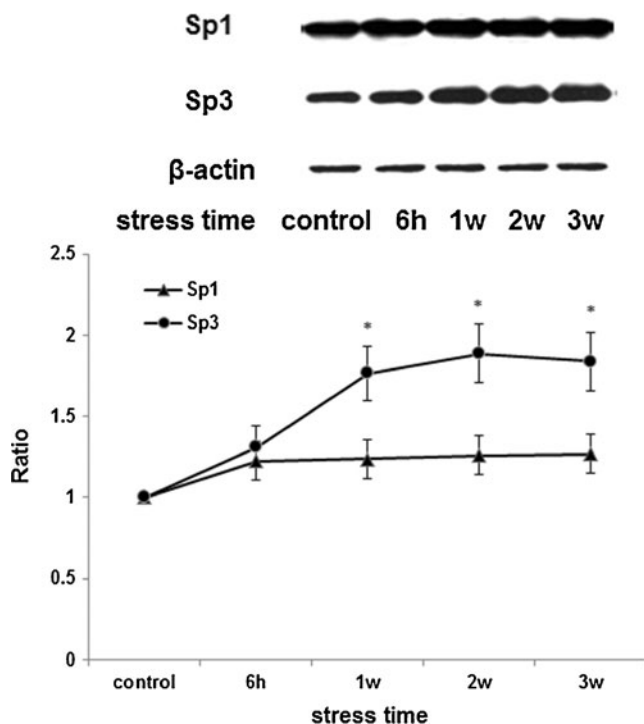 Sp1
Sp3
β-actin
stress time control 6h 1w 2w 3w
2.5
Sp1
Sp3
2
* * *
1.5
Ratio
1
0.5
0
control 6h 1w 2w 3w
stress time